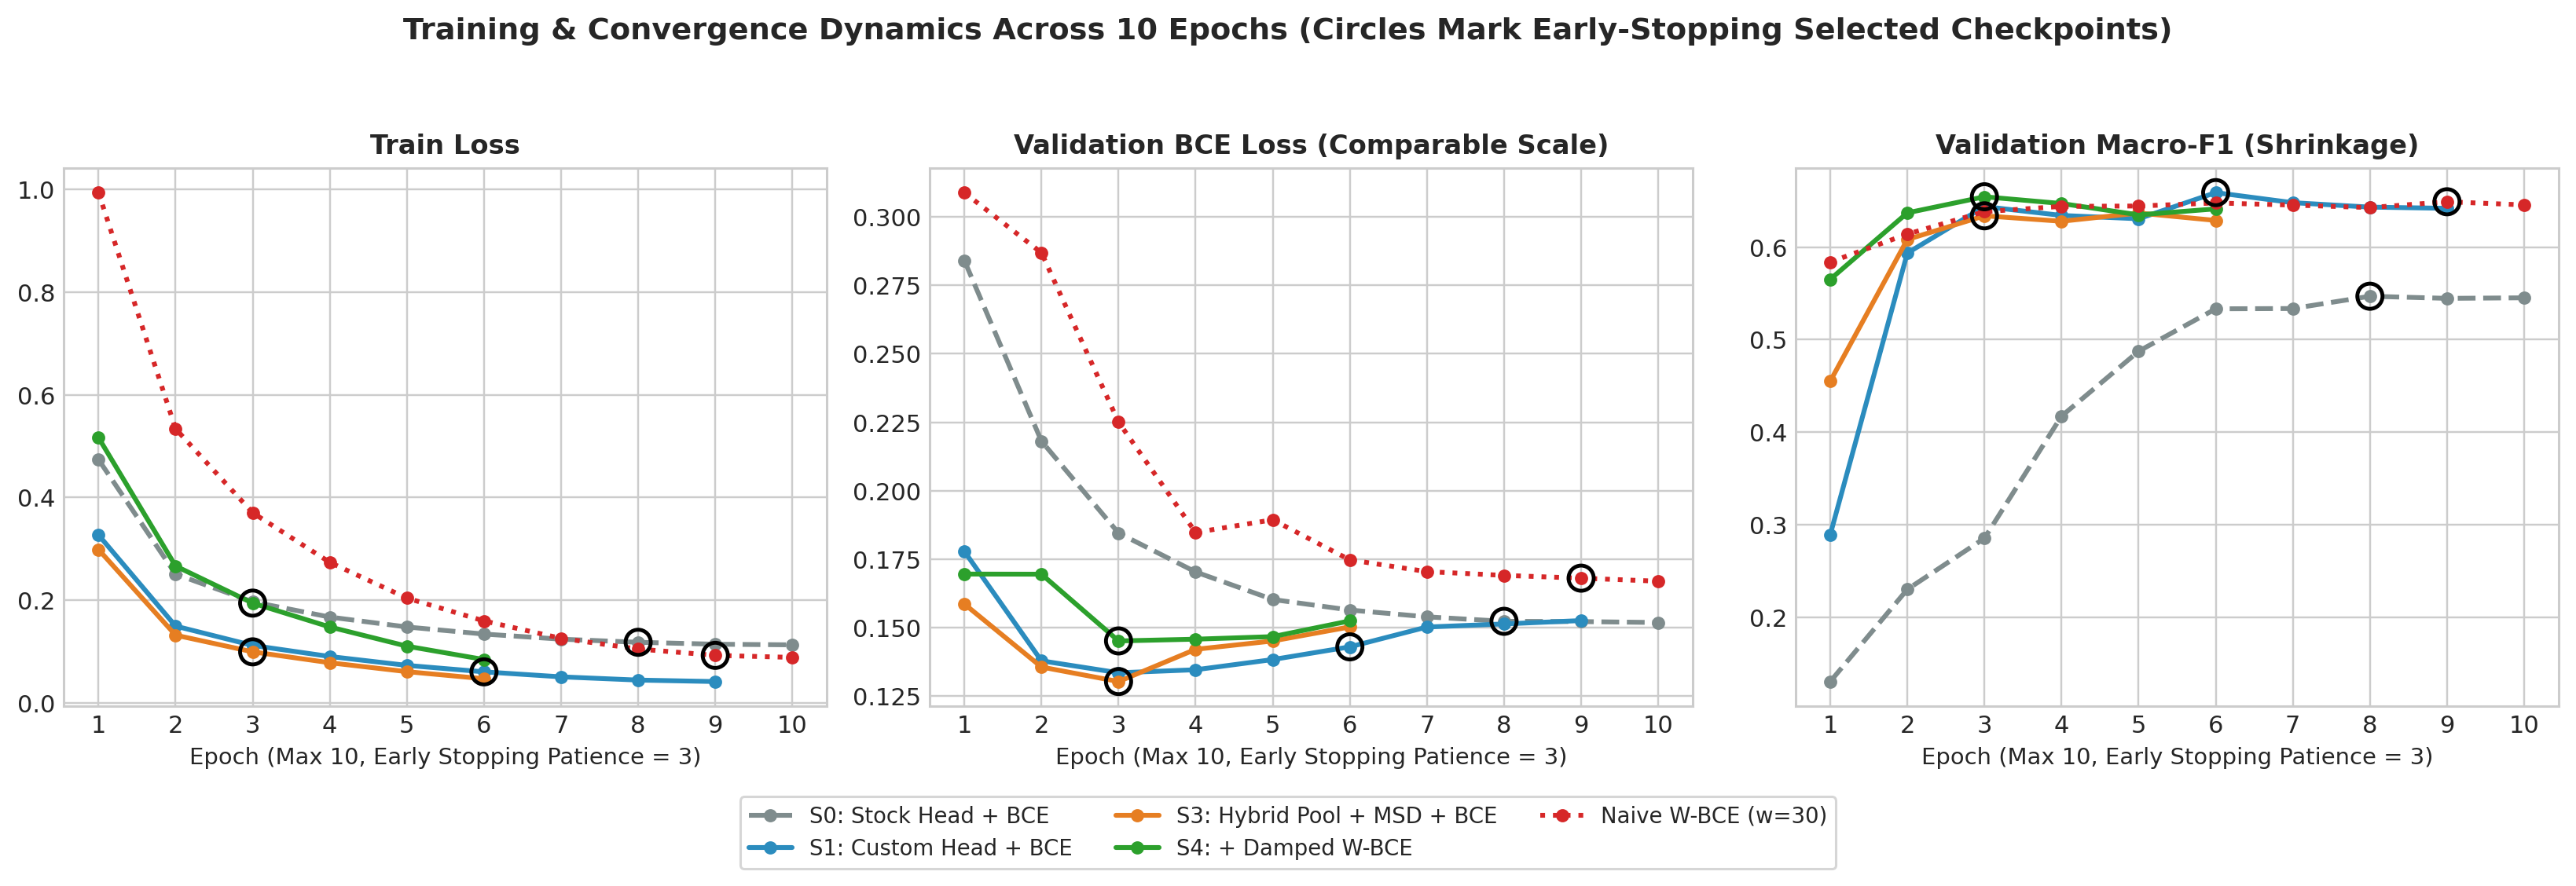 Training & Convergence Dynamics Across 10 Epochs (Circles Mark Early-Stopping Selected Checkpoints)
Train Loss
1.0
0.8
0.6
0.4
0.2
0.0
1 2 3 4 5 6 7 8 9 10
Epoch (Max 10, Early Stopping Patience = 3)
Validation BCE Loss (Comparable Scale)
0.300
0.275
0.250
0.225
0.200
0.175
0.150
0.125
1 2 3 4 5 6 7 8 9 10
Epoch (Max 10, Early Stopping Patience = 3)
Validation Macro-F1 (Shrinkage)
0.6
0.5
0.4
0.3
0.2
1 2 3 4 5 6 7 8 9 10
Epoch (Max 10, Early Stopping Patience = 3)
S0: Stock Head + BCE
S1: Custom Head + BCE
S3: Hybrid Pool + MSD + BCE
S4: + Damped W-BCE
Naive W-BCE (w=30)